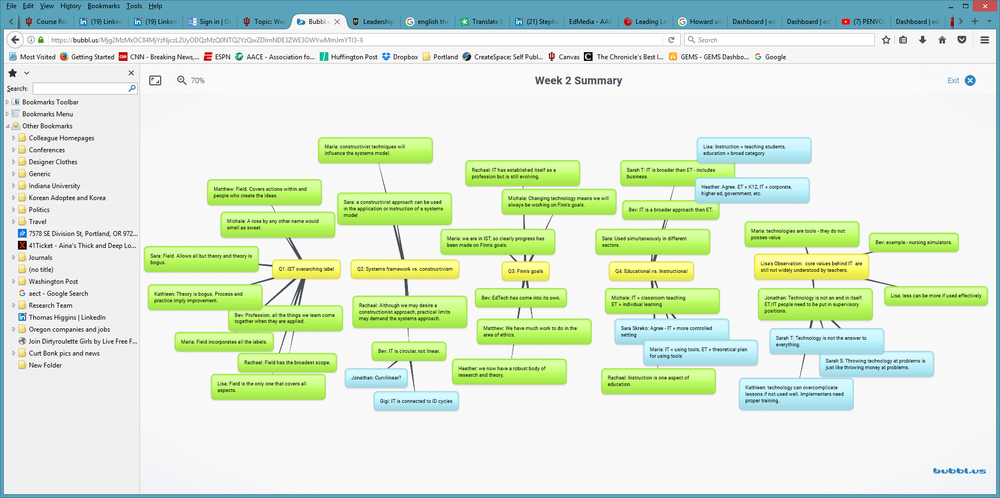 File Edit View History Bookmarks Tools Help
Course Ros
(19) Linked
(19) Linked
Sign in | On
Topic: Wee
Bubbl.u
Leadership
english the
Translate E
(21) Stepha
EdMedia - AAC
Leading Le
Howard an
Dashboard | ed
Dashboard | ed
(7) PENVOL
Dashboard | ed
Search
Most Visited
Getting Started
CNN - Breaking News,...
ESPN
AACE - Association fo...
Huffington Post
Dropbox
Portland
CreateSpace: Self Publ...
Canvas
The Chronicle's Best I...
GEMS - GEMS Dashbo...
Google
Search:
Bookmarks Toolbar
Bookmarks Menu
Other Bookmarks
Colleague Homepages
Conferences
Designer Clothes
Generic
Indiana University
Korean Adoptee and Korea
Politics
Travel
7578 SE Division St, Portland, OR 972...
41Ticket - Aina's Thick and Deep Lo...
Journals
(no title)
Washington Post
aect - Google Search
Research Team
Thomas Higgins | LinkedIn
Oregon companies and jobs
Join Dirtyroulette Girls by Live Free F...
Curt Bonk pics and news
New Folder
70%
Week 2 Summary
Exit
Matthew: Field. Covers actions within and
people who create the ideas.
Michale: A rose by any other name would
smell as sweet.
Sara: Field. Allows all but theory and theory is
bogus.
Q1: IST overarching label
Kathleen: Theory is bogus. Process and
practice imply improvement.
Bev: Profession. all the things we learn come
together when they are applied.
Maria: Field incorporates all the labels.
Rachael: Field has the broadest scope.
Lisa: Field is the only one that covers all
aspects.
Maria: constructivist techniques will
influence the systems model.
Sara: a constructivist approach can be used
in the application or instruction of a systems
model
Q2: Systems framework vs. constructivism
Rachael: Although we may desire a
constructionist approach, practical limits
may demand the systems approach.
Bev: IT is circular, not linear.
Jonathan: Curvilinear?
Gigi: IT is connected to ID cycles
Rachael: IT has established itself as a
profession but is still evolving.
Michale: Changing technology means we will
always be working on Finn's goals.
Maria: we are in IST, so clearly progress has
been made on Finn's goals.
Q3: Finn's goals
Bev: EdTech has come into its own.
Matthew: We have much work to do in the
area of ethics.
Heather: we now have a robust body of
research and theory.
Lisa: Instruction = teaching students,
education = broad category
Sarah T: IT is broader than ET - includes
business.
Heather: Agree. ET = K12, IT = corporate,
higher ed, government, etc.
Bev: IT is a broader approach than ET.
Sara: Used simultaneously in different
sectors.
Q4: Educational vs. Instructional
Michale: IT = classroom teaching
ET = indivdual learning
Sara Skreko: Agree - IT = more controlled
setting
Maria: IT = using tools, ET = theoretical plan
for using tools
Rachael: Instruction is one aspect of
education.
Maria: technologies are tools - they do not
posses value
Bev: example - nursing simulators.
Lisa's Observation: core values behind IT are
still not widely understood by teachers.
Lisa: less can be more if used effectively
Jonathan: Technology is not an end in itself.
ET/IT people need to be put in supervisory
positions.
Sarah T: Technology is not the answer to
everything.
Sarah S: Throwing technology at problems is
just like throwing money at problems.
Kathleen: technology can overcomplicate
lessons if not used well. Implementers need
proper training.
bubbl.us